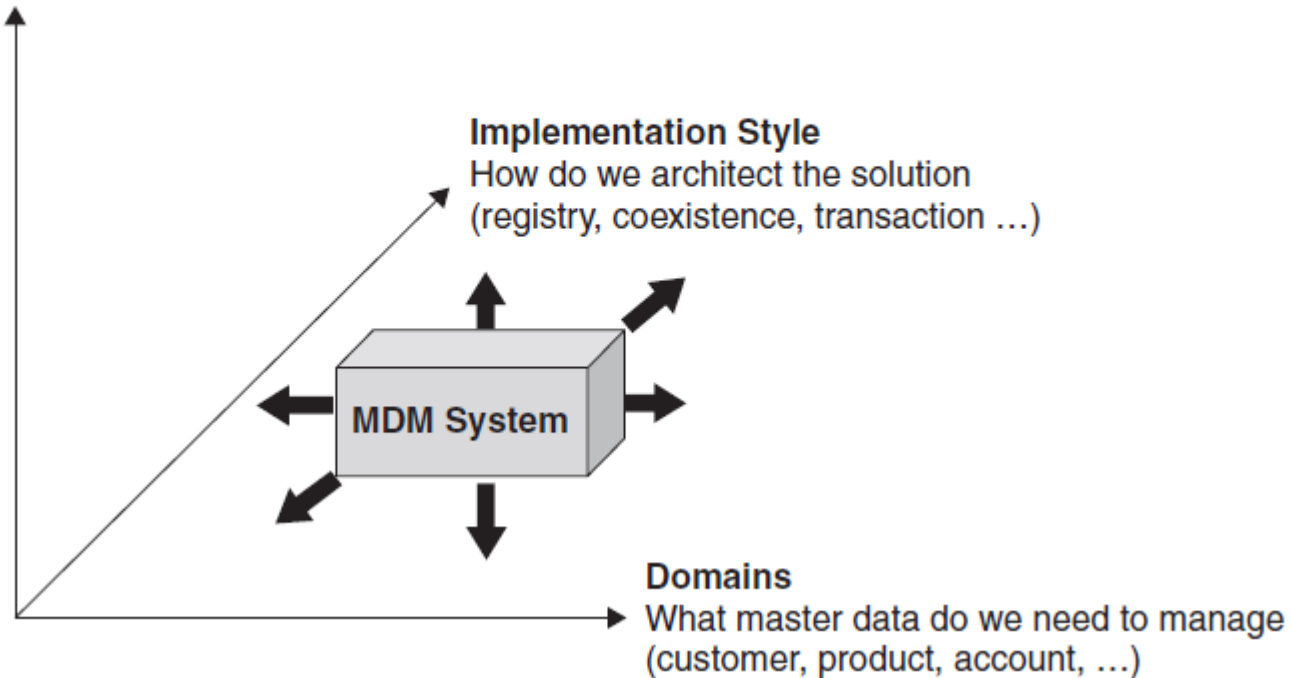 Implementation Style
How do we architect the solution
(registry, coexistence, transaction …)
MDM System
Domains
What master data do we need to manage
(customer, product, account, …)